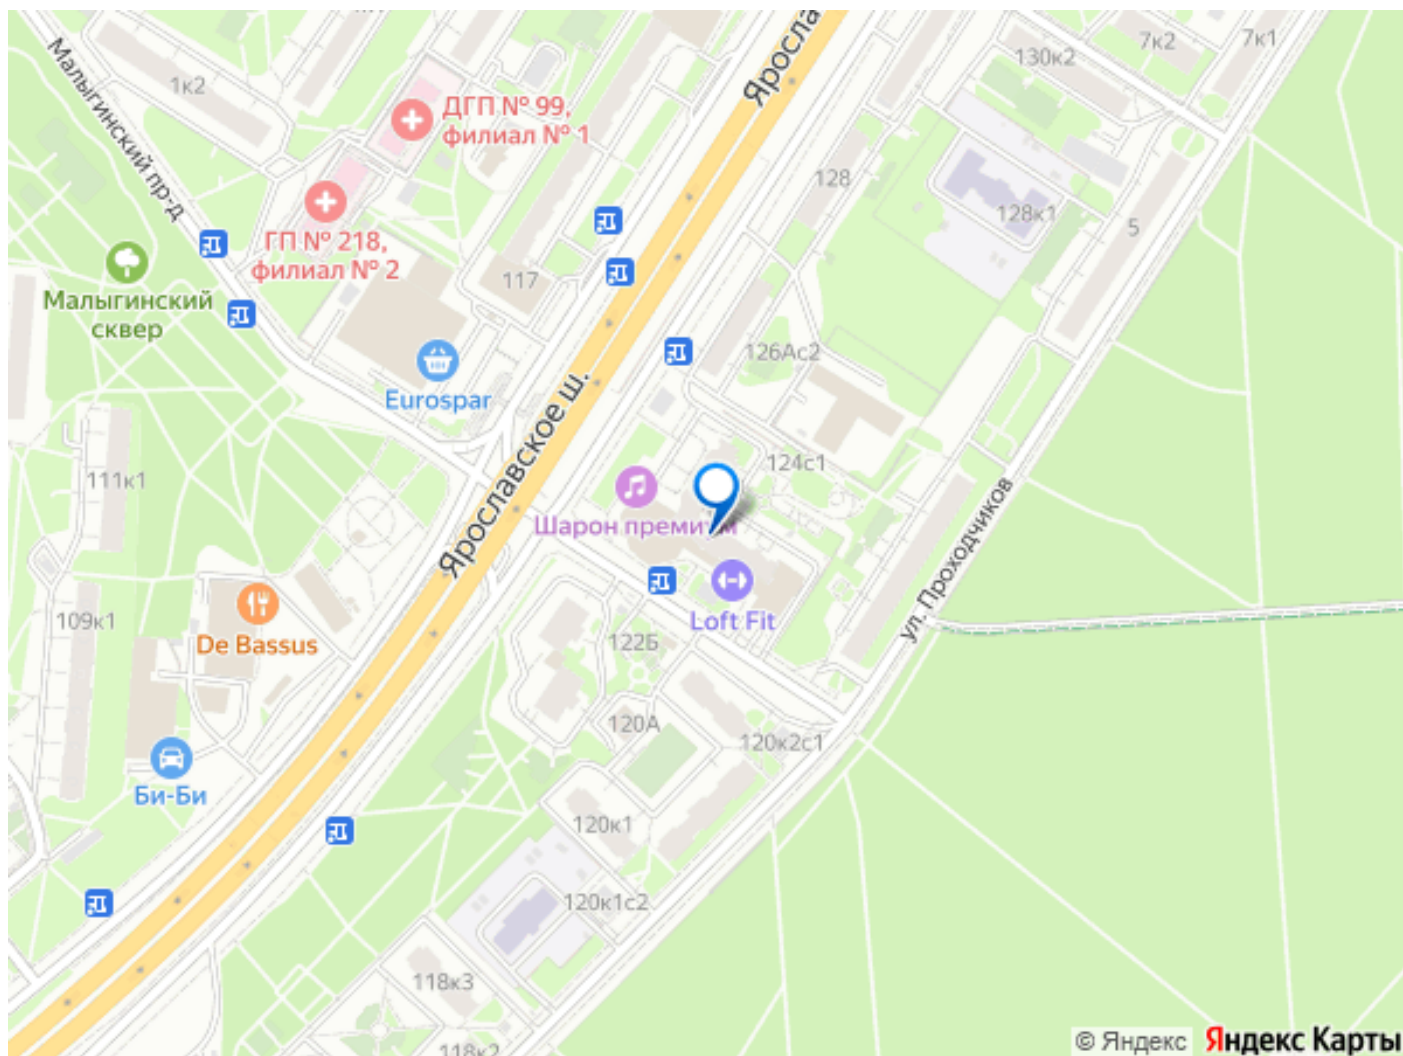 Малыгинский пр-д
1к2
ДГП № 99,
филиал № 1
Яросла
130к2
7к2
7к1
128
128к1
5
ГП № 218,
филиал № 2
117
Малыгинский
сквер
Eurospar
126Ас2
Ярославское ш.
111к1
124с1
Шарон премиум
ул. Проходчиков
Loft Fit
109к1
De Bassus
122Б
120А
120к2с1
Би-Би
120к1
120к1с2
118к3
118к2
© Яндекс Яндекс Карты